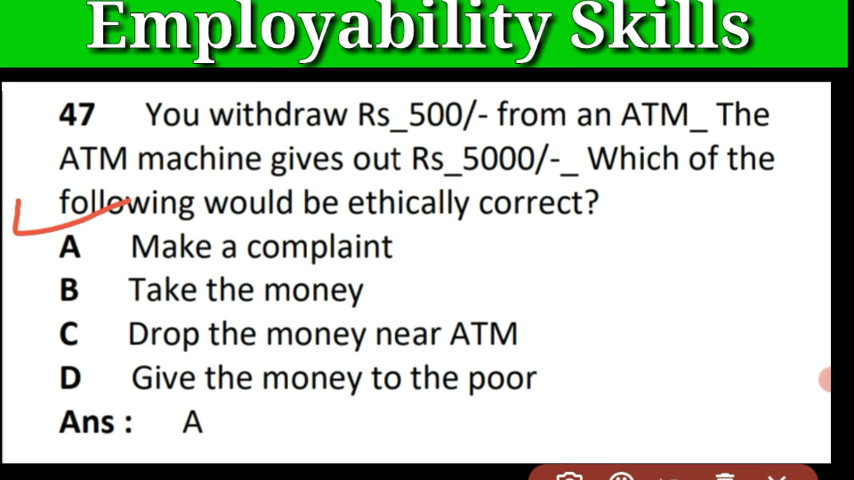 Employability Skills
47 You withdraw Rs_500/- from an ATM_ The
ATM machine gives out Rs_5000/-_ Which of the
following would be ethically correct?
A Make a complaint
B Take the money
C Drop the money near ATM
D Give the money to the poor
Ans : A